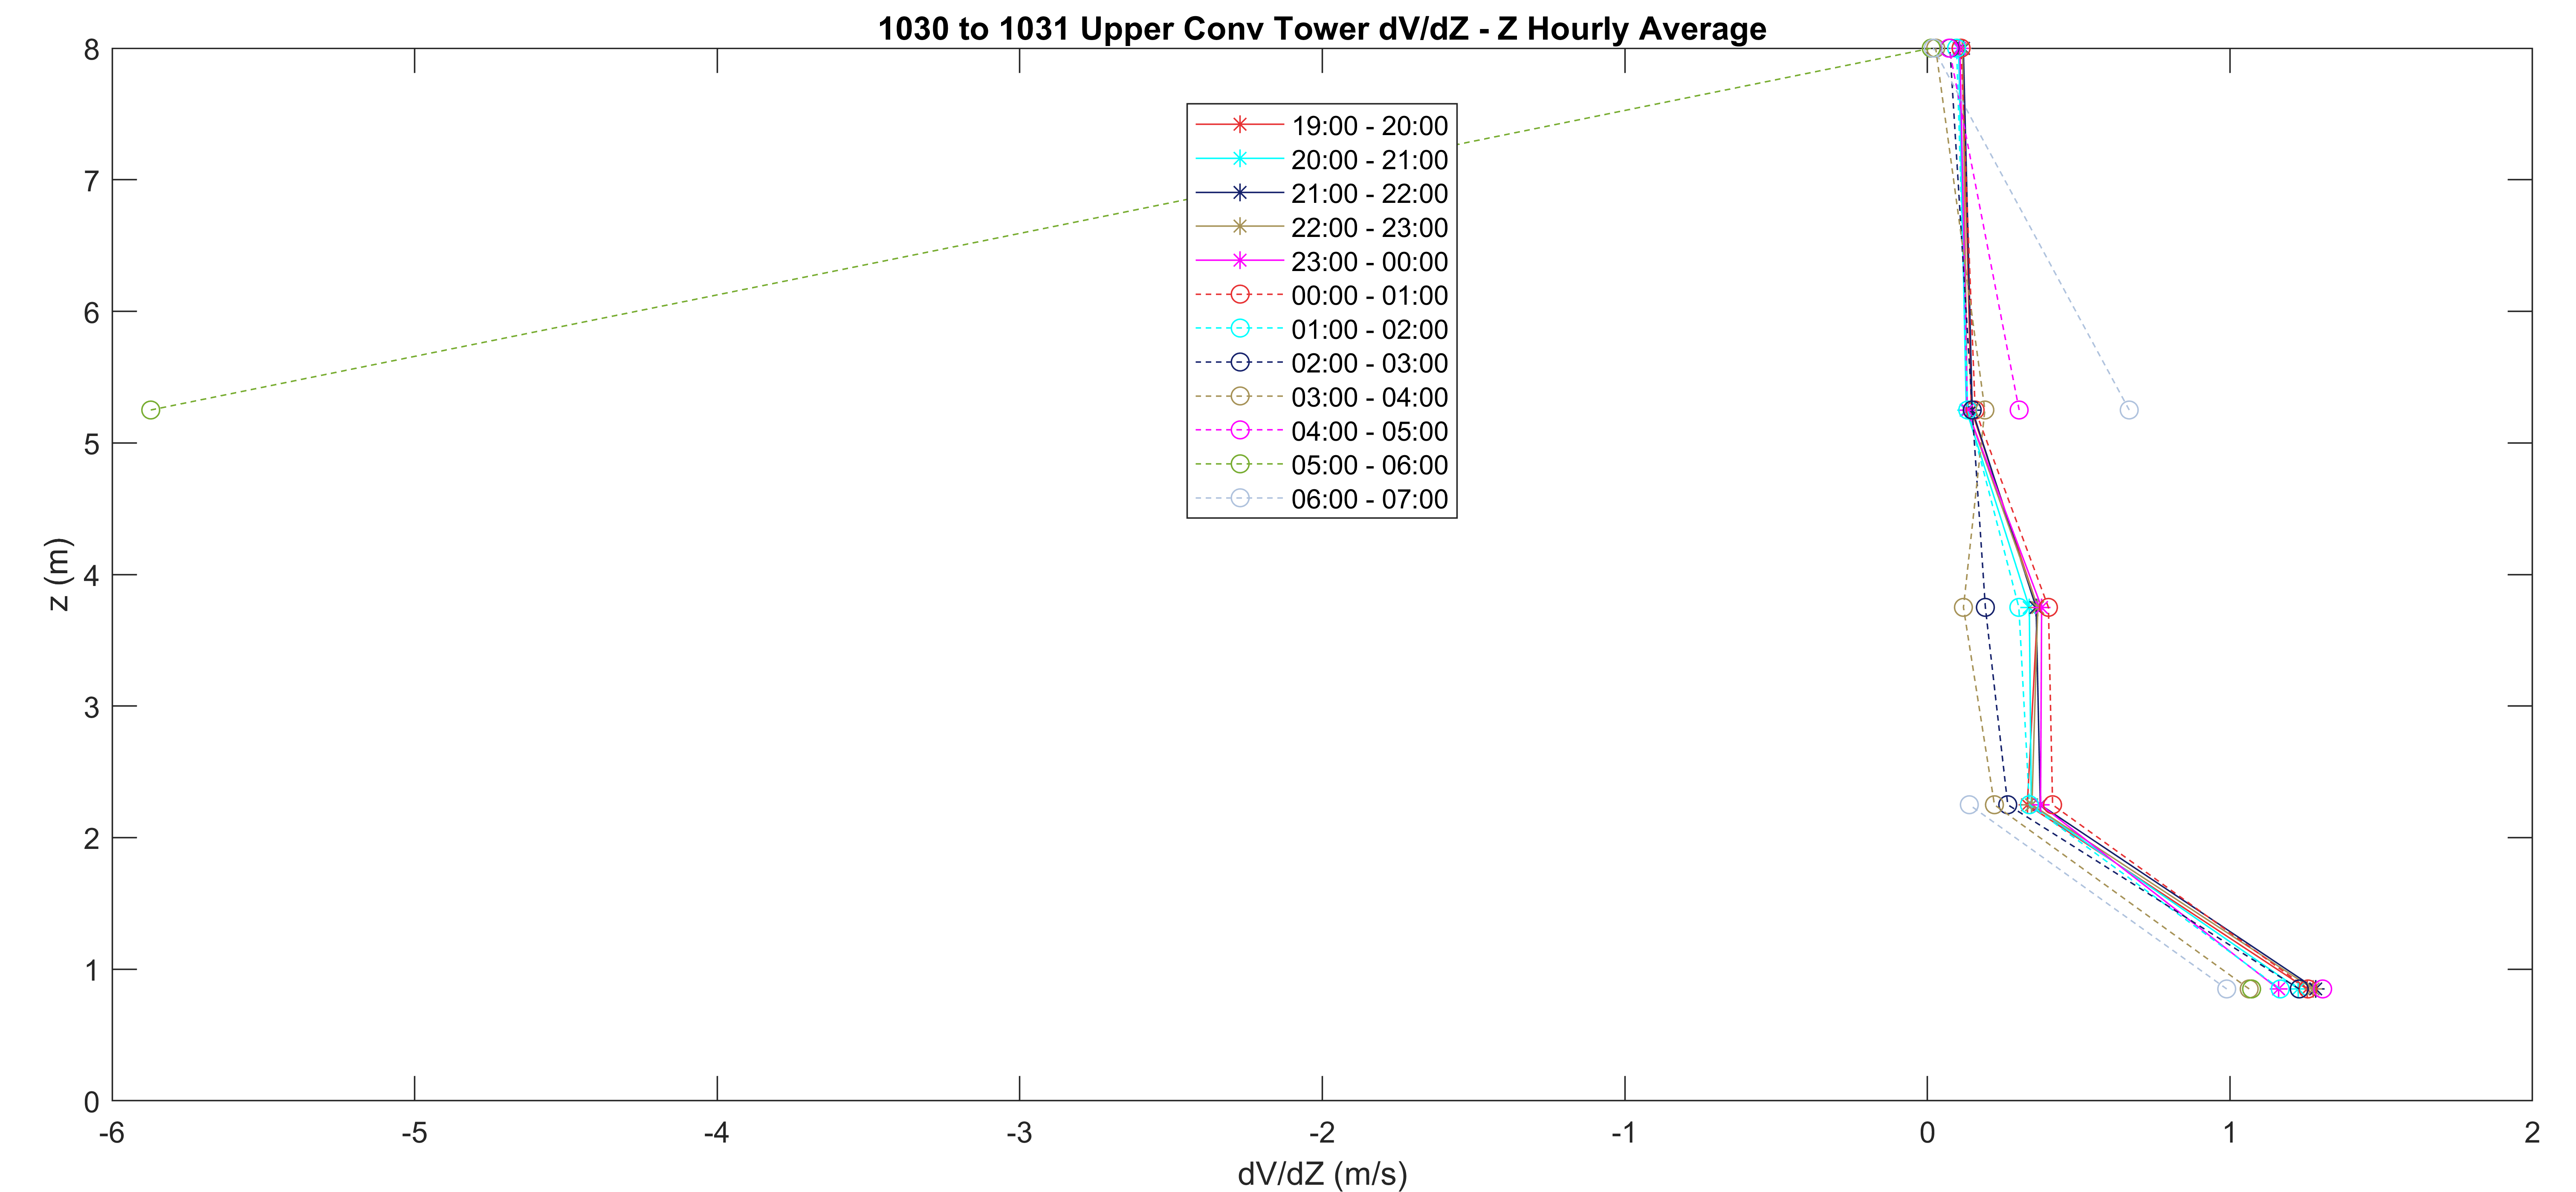 1030 to 1031 Upper Conv Tower dV/dZ - Z Hourly Average
8
7
6
5
4
3
2
1
0
z (m)
19:00 - 20:00
20:00 - 21:00
21:00 - 22:00
22:00 - 23:00
23:00 - 00:00
00:00 - 01:00
01:00 - 02:00
02:00 - 03:00
03:00 - 04:00
04:00 - 05:00
05:00 - 06:00
06:00 - 07:00
-6 -5 -4 -3 -2 -1 0 1 2
dV/dZ (m/s)